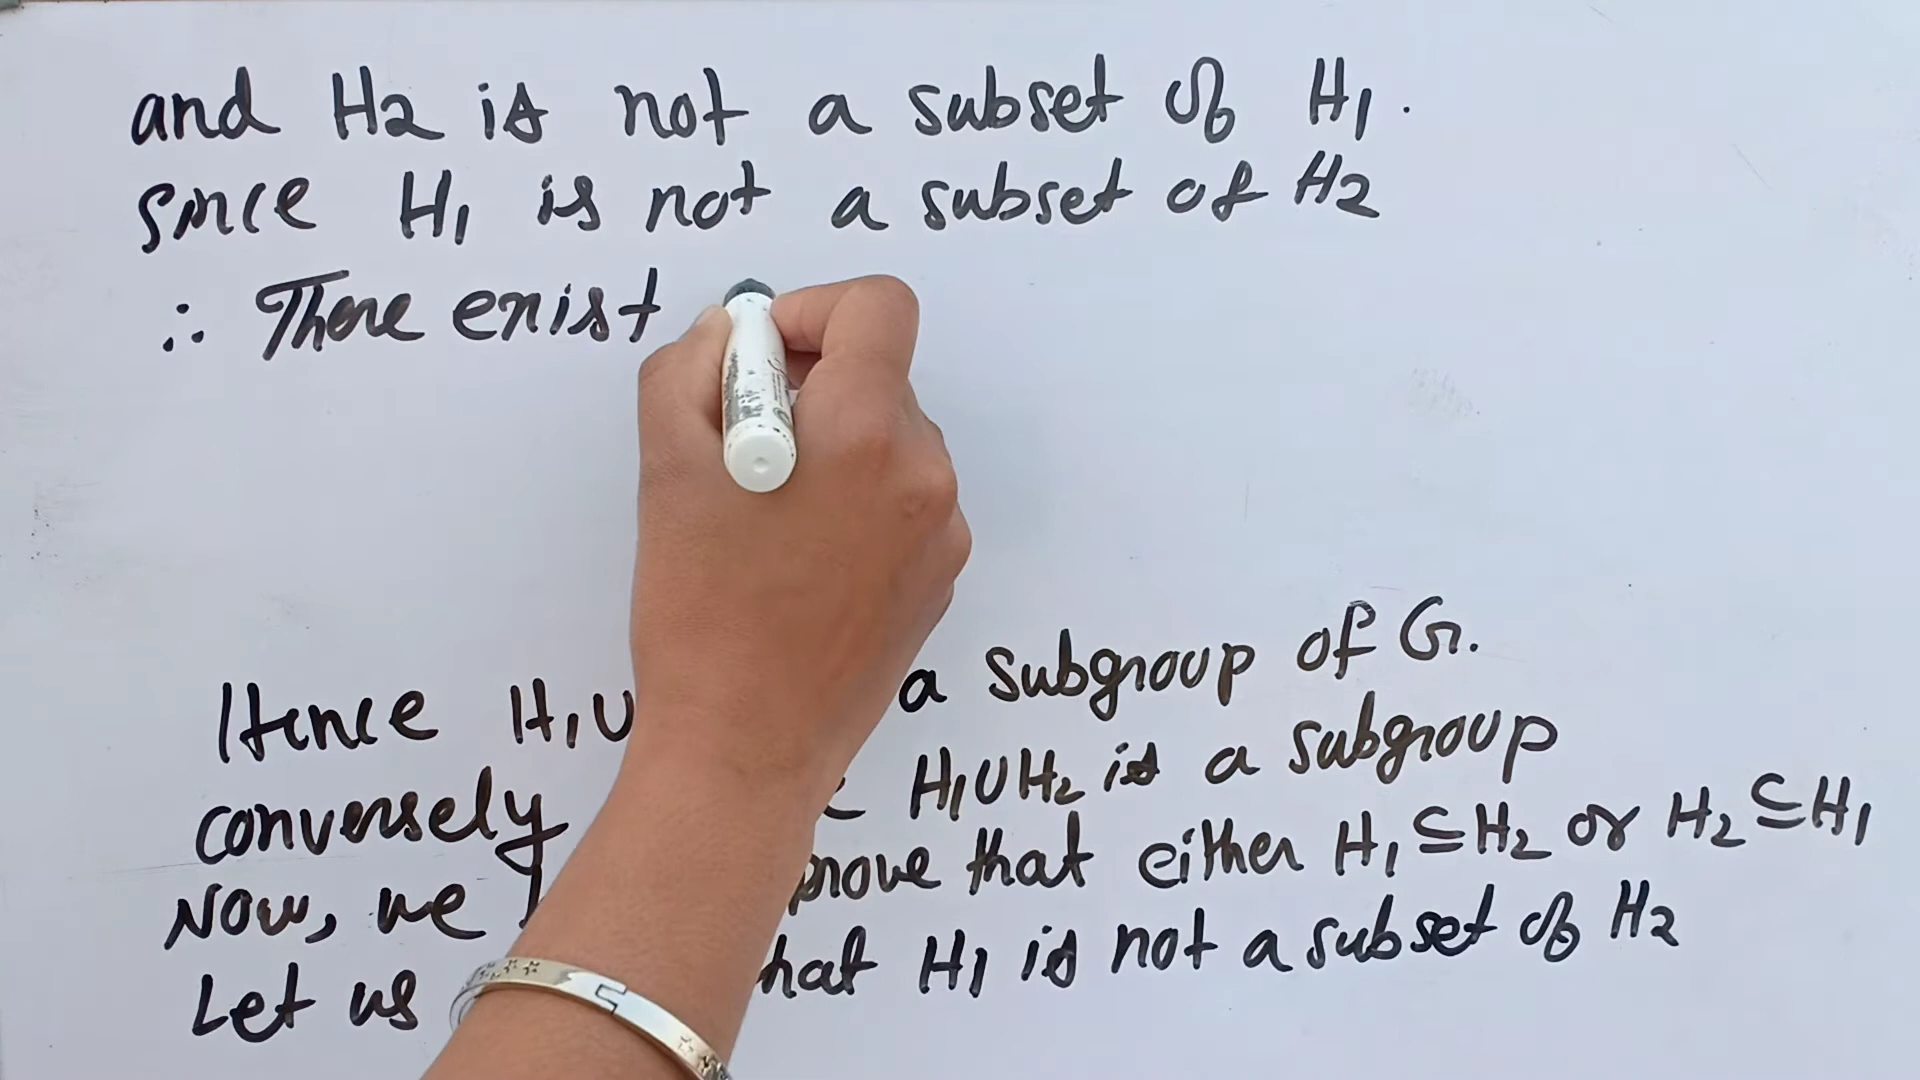 and H2 is not a subset of H1.
since H1 is not a subset of H2
∴ There exist
Hence H1U a subgroup of G.
conversely H1UH2 is a subgroup
Now, we prove that either H1⊆H2 or H2⊆H1
Let us that H1 is not a subset of H2